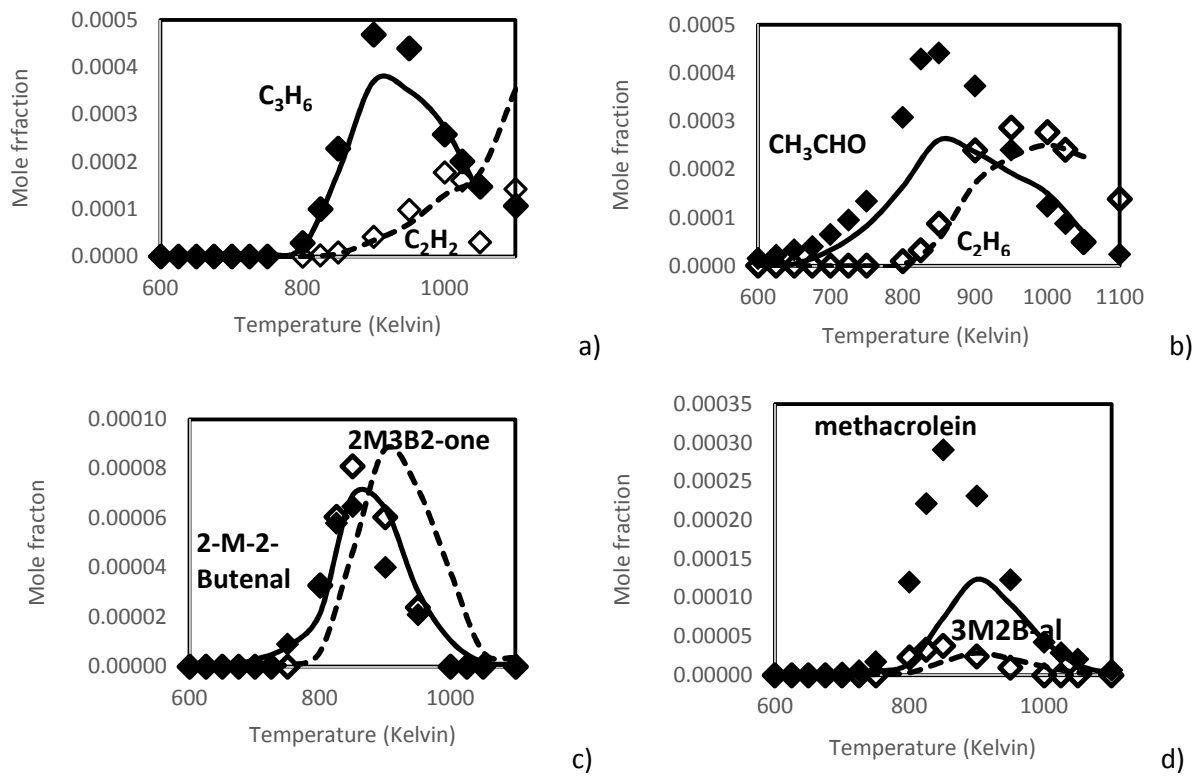 0.0005
0.0004
0.0003
0.0002
0.0001
0.0000
Mole frfraction
C₃H₆
C₂H₂
600
800
1000
Temperature (Kelvin)
a)
0.0005
0.0004
0.0003
0.0002
0.0001
0.0000
Mole fraction
CH₃CHO
C₂H₆
600
700
800
900
1000
1100
Temperature (Kelvin)
b)
0.00010
0.00008
0.00006
0.00004
0.00002
0.00000
Mole fracton
2M3B2-one
2-M-2-
Butenal
600
800
1000
Temperature (Kelvin)
c)
0.00035
0.00030
0.00025
0.00020
0.00015
0.00010
0.00005
0.00000
Mole fraction
methacrolein
3M2B-al
600
800
1000
Temperature (Kelvin)
d)